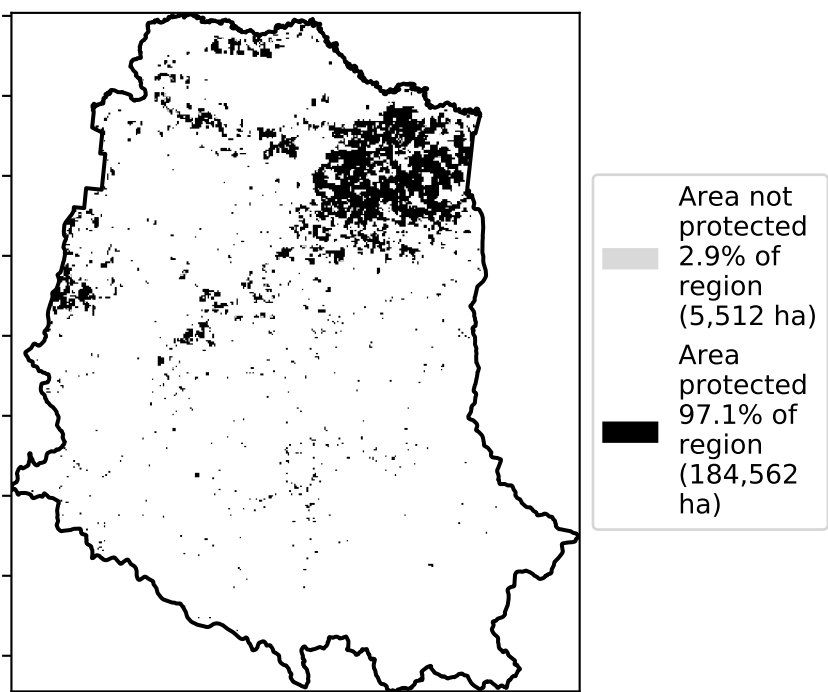 Area not
protected
2.9% of
region
(5,512 ha)
Area
protected
97.1% of
region
(184,562
ha)